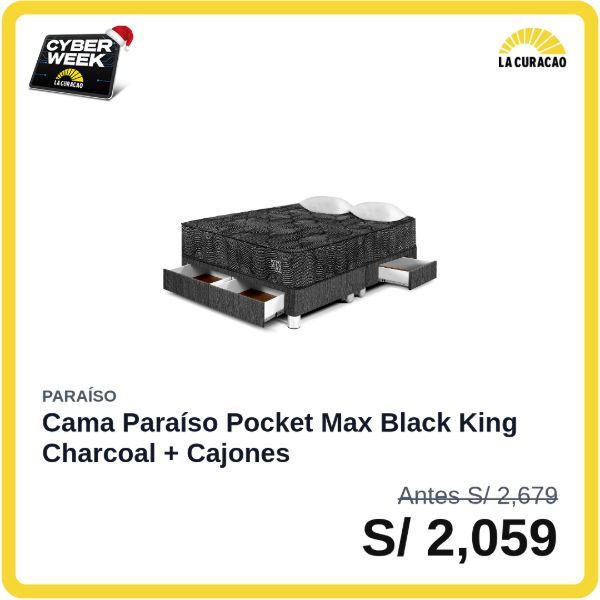 CYBER
WEEK
LA CURACAO
LA CURACAO
PARAÍSO
Cama Paraíso Pocket Max Black King
Charcoal + Cajones
Antes S/ 2,679
S/ 2,059